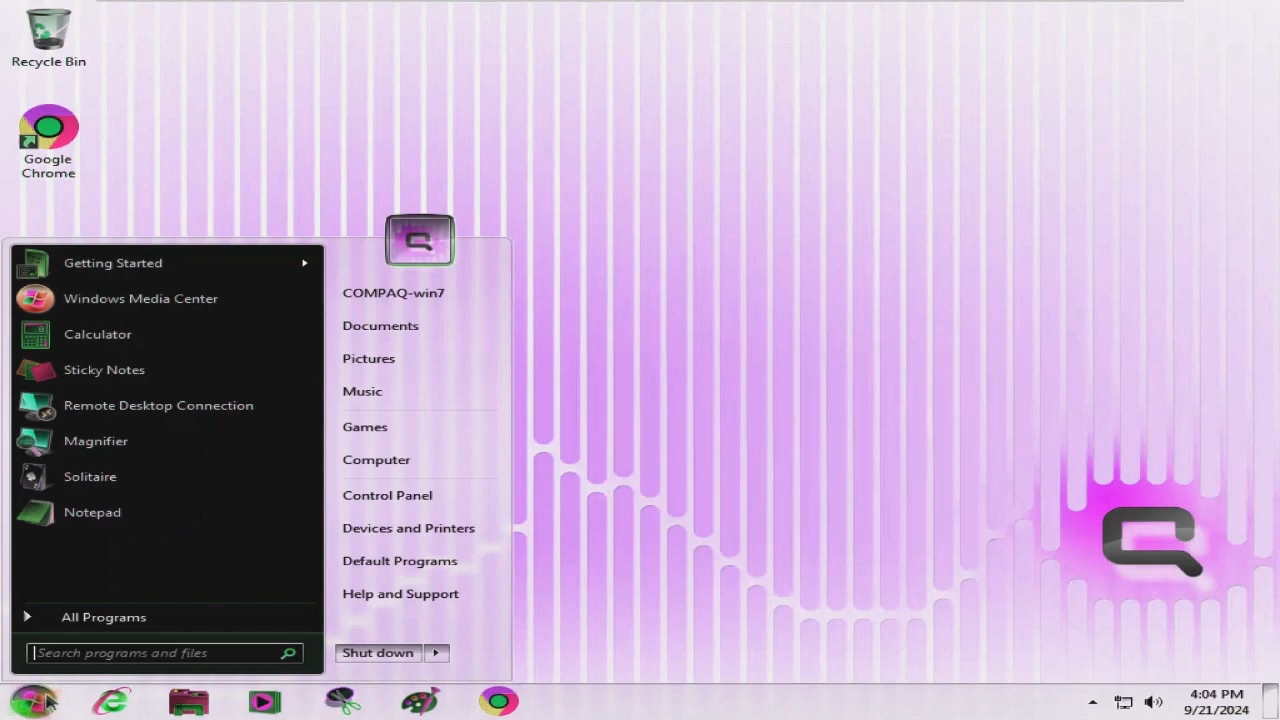 Recycle Bin
Google
Chrome
Getting Started
Windows Media Center
Calculator
Sticky Notes
Remote Desktop Connection
Magnifier
Solitaire
Notepad
All Programs
Search programs and files
COMPAQ-win7
Documents
Pictures
Music
Games
Computer
Control Panel
Devices and Printers
Default Programs
Help and Support
Shut down
4:04 PM
9/21/2024